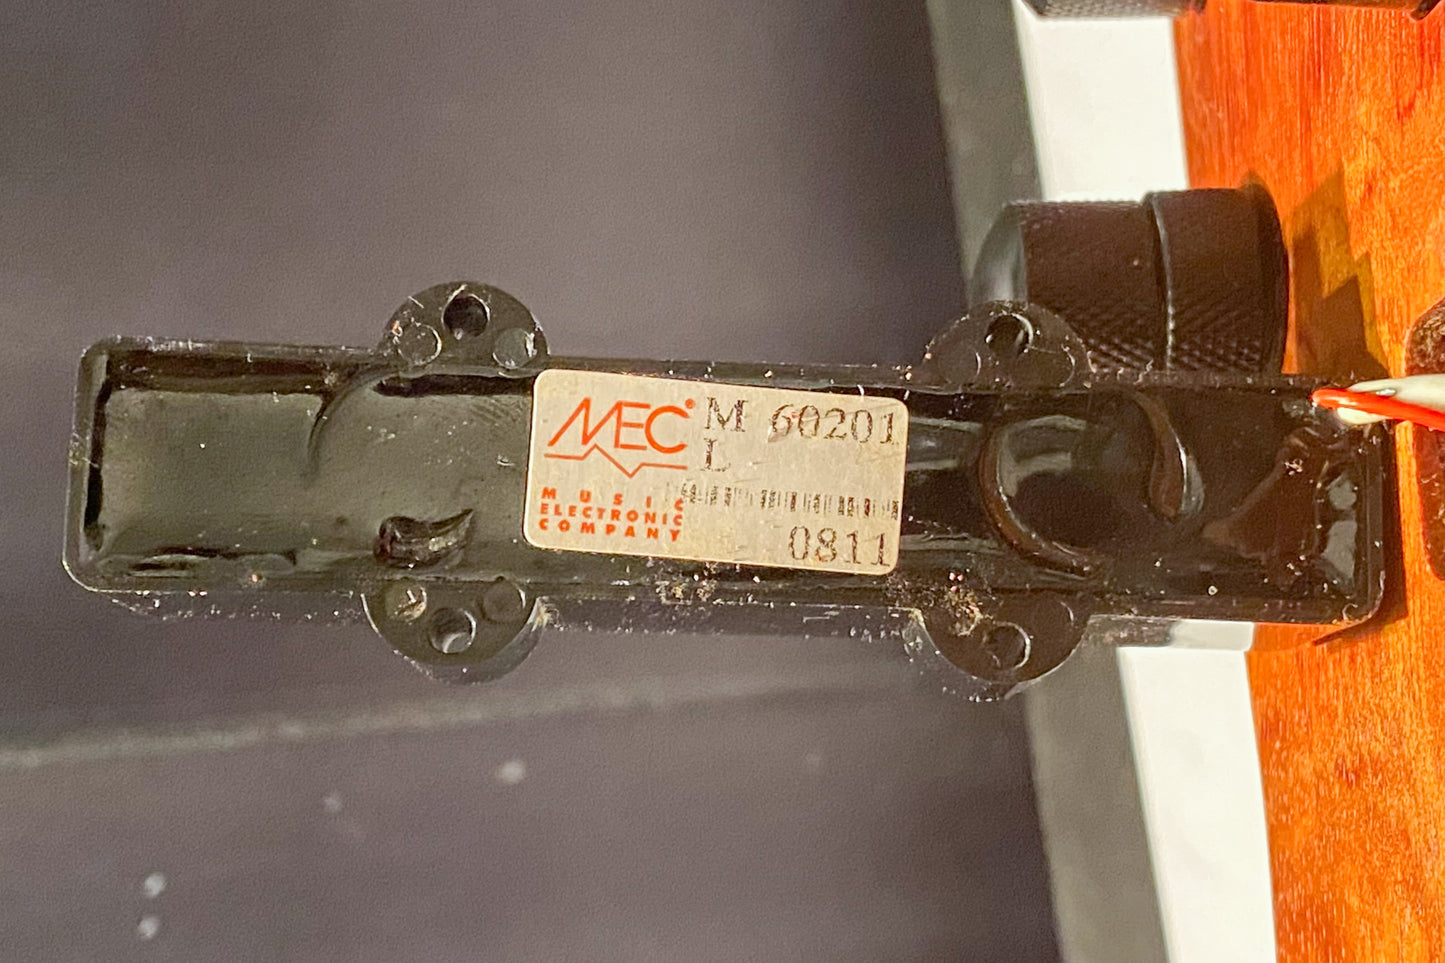 MEC® M 60201
L
MUSIC
ELECTRONIC
COMPANY
0811